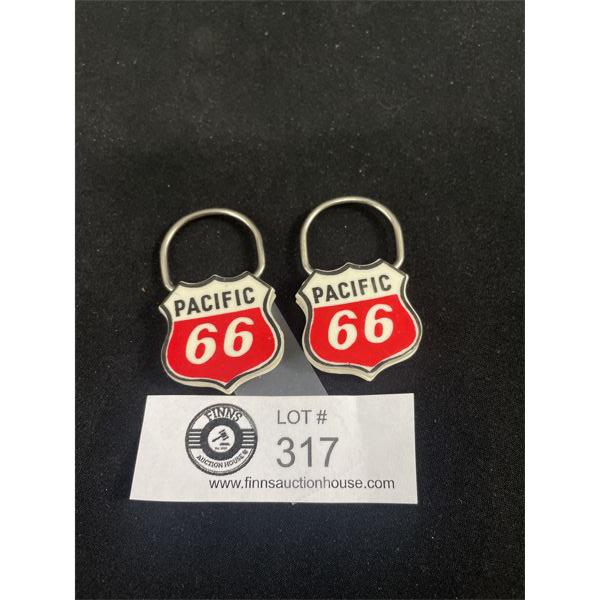 PACIFIC
66
PACIFIC
66
FINNS
AUCTION HOUSE
LOT #
317
www.finnsauctionhouse.com